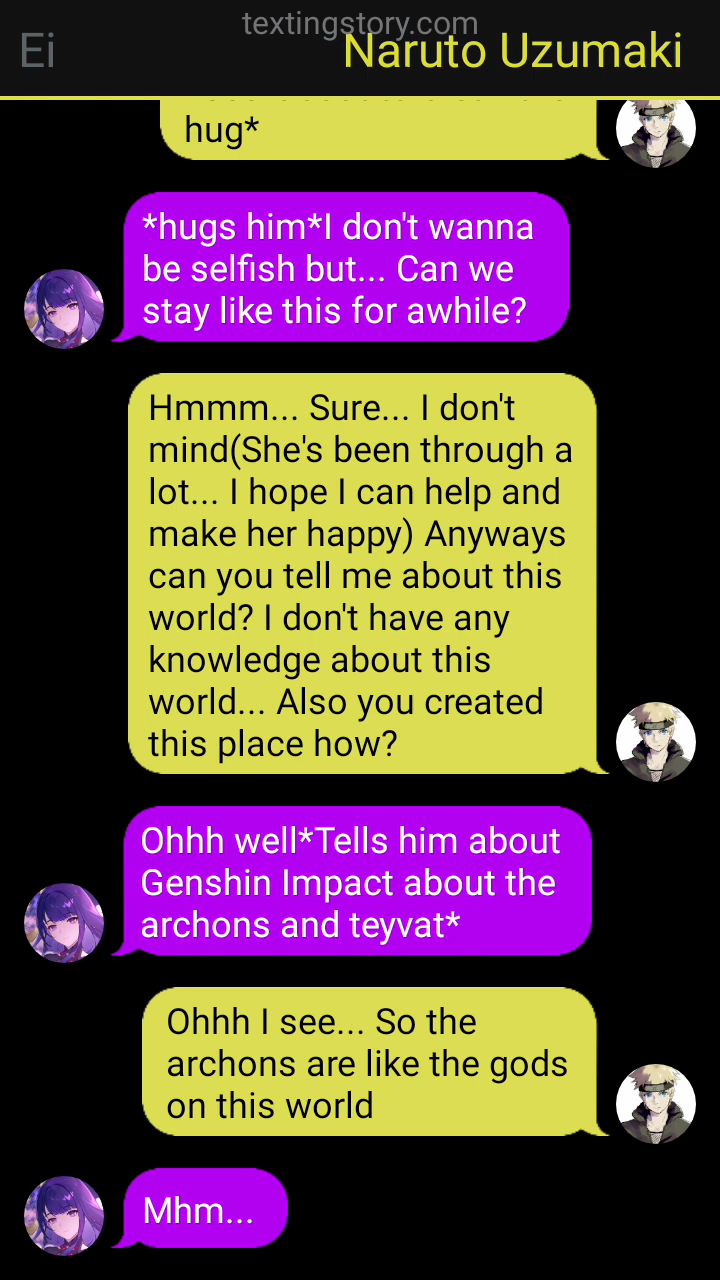 textingstory.com
Ei
Naruto Uzumaki
hug*
*hugs him*I don't wanna
be selfish but... Can we
stay like this for awhile?
Hmmm... Sure... I don't
mind(She's been through a
lot... I hope I can help and
make her happy) Anyways
can you tell me about this
world? I don't have any
knowledge about this
world... Also you created
this place how?
Ohhh well*Tells him about
Genshin Impact about the
archons and teyvat*
Ohhh I see... So the
archons are like the gods
on this world
Mhm...